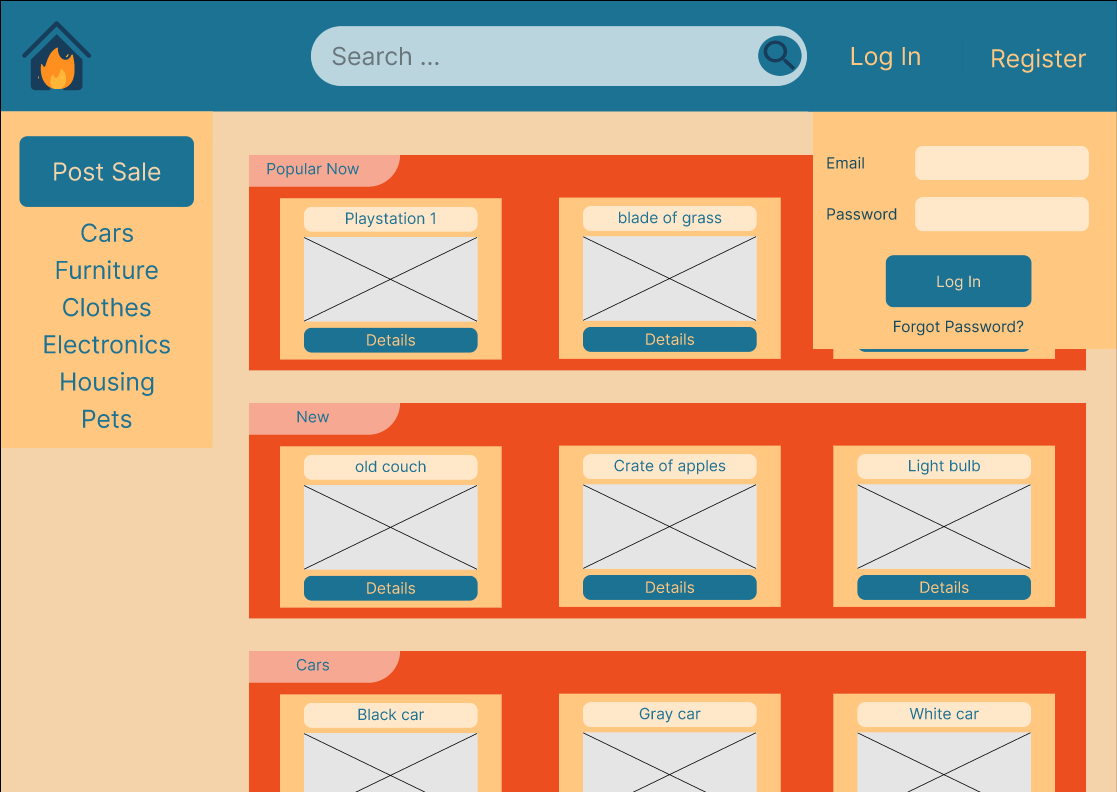 Search ...
Log In
Register
Post Sale
Cars
Furniture
Clothes
Electronics
Housing
Pets
Popular Now
Playstation 1
blade of grass
Details
Details
Email
Password
Log In
Forgot Password?
New
old couch
Crate of apples
Light bulb
Details
Details
Details
Cars
Black car
Gray car
White car